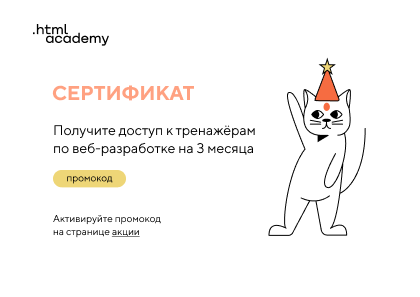 .html
academy
СЕРТИФИКАТ
Получите доступ к тренажёрам
по веб-разработке на 3 месяца
промокод
Активируйте промокод
на странице акции